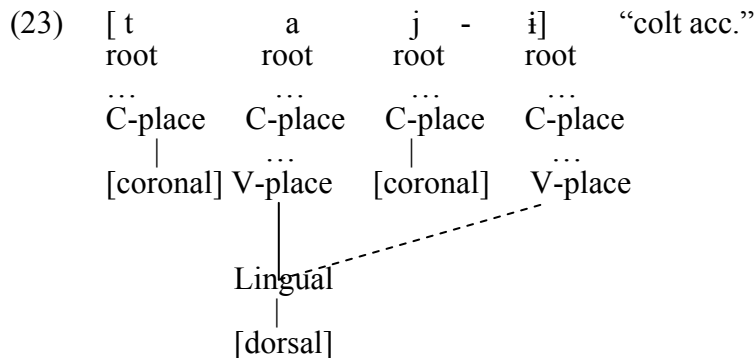 (23) [ t a j - ɨ] “colt acc.”
root root root root
… … … …
C-place C-place C-place C-place
… …
[coronal] V-place [coronal] V-place
Lingual
[dorsal]